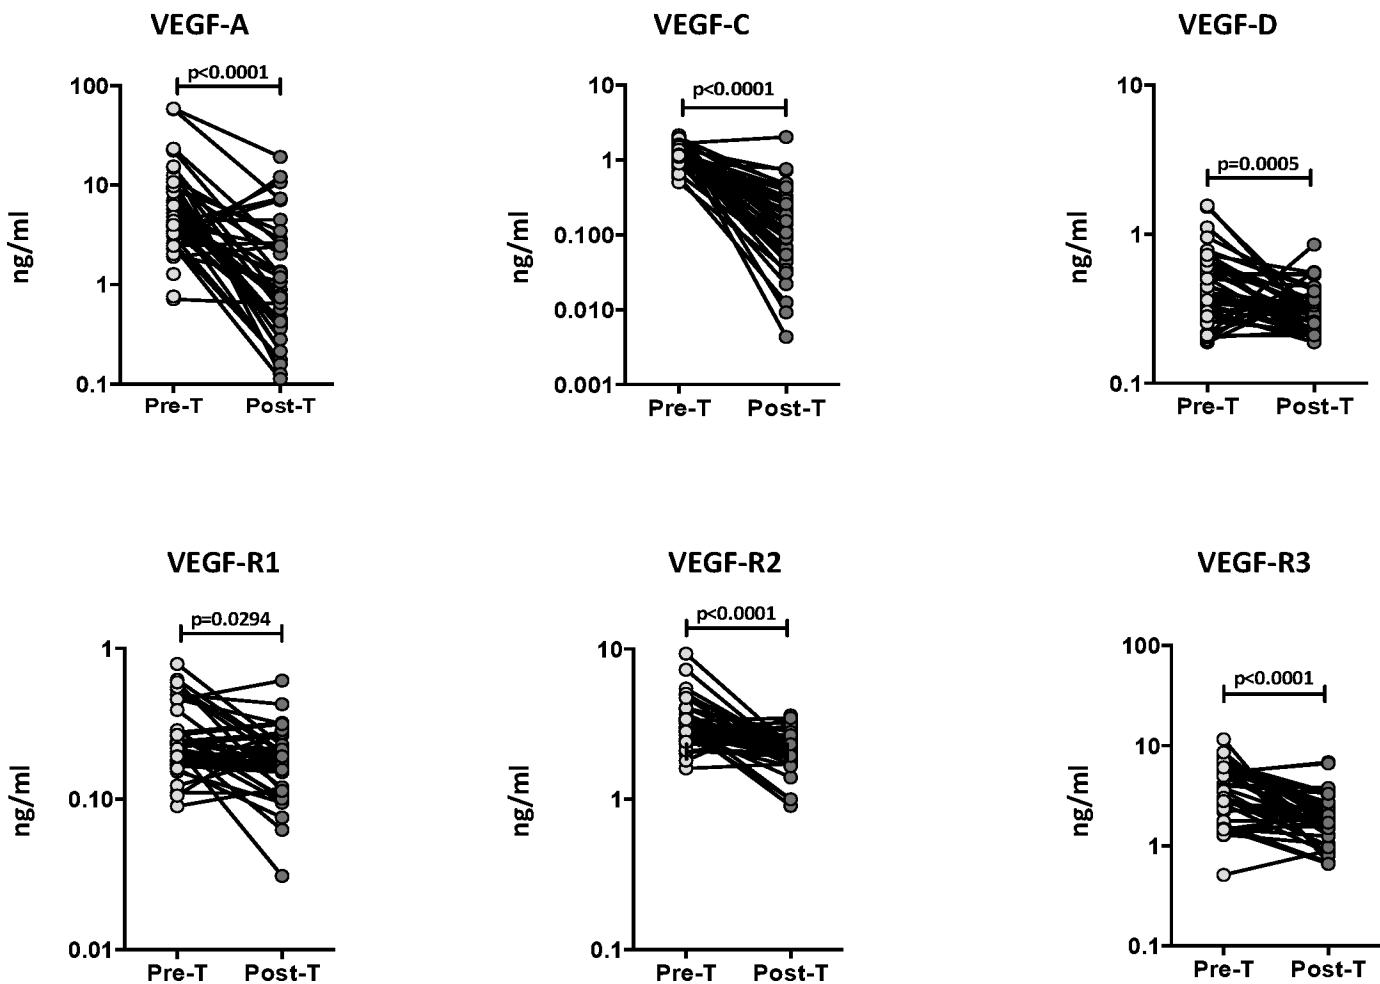 VEGF-A
p<0.0001
100
10
1
0.1
ng/ml
Pre-T Post-T
VEGF-C
p<0.0001
10
1
0.100
0.010
0.001
ng/ml
Pre-T Post-T
VEGF-D
p=0.0005
10
1
0.1
ng/ml
Pre-T Post-T
VEGF-R1
p=0.0294
1
0.10
0.01
ng/ml
Pre-T Post-T
VEGF-R2
p<0.0001
10
1
0.1
ng/ml
Pre-T Post-T
VEGF-R3
p<0.0001
100
10
1
0.1
ng/ml
Pre-T Post-T